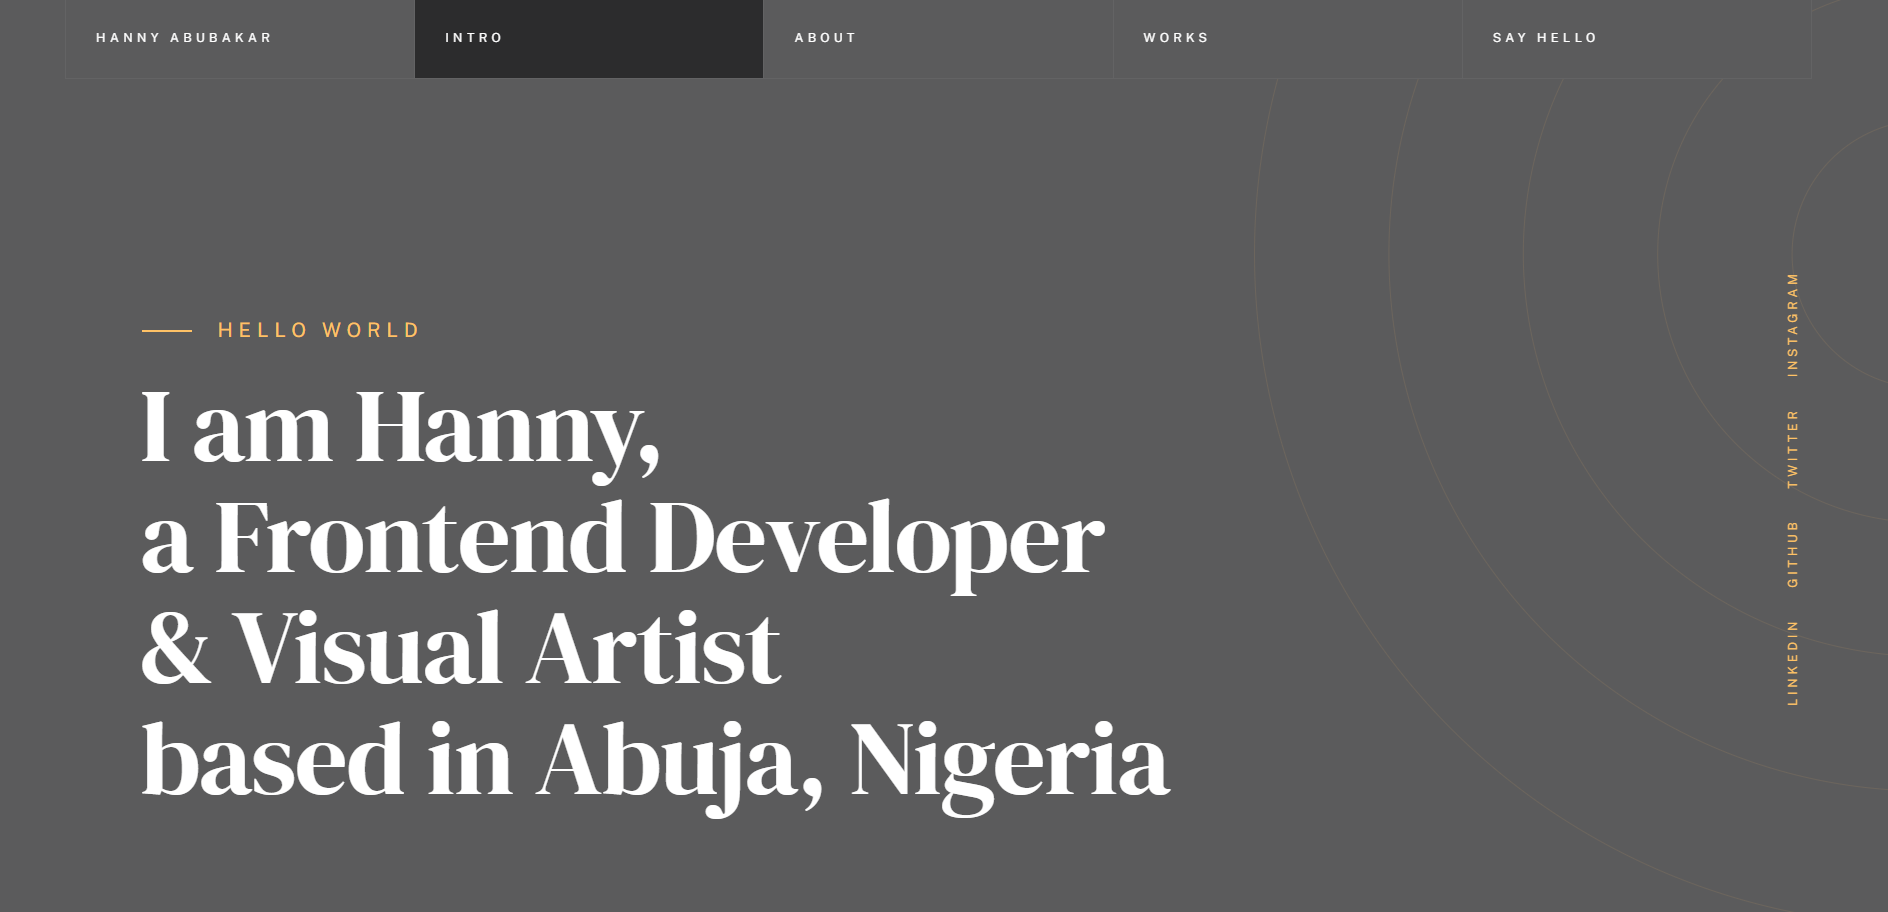 HANNY ABUBAKAR
INTRO
ABOUT
WORKS
SAY HELLO
HELLO WORLD
I am Hanny,
a Frontend Developer
& Visual Artist
based in Abuja, Nigeria
LINKEDIN
GITHUB
TWITTER
INSTAGRAM